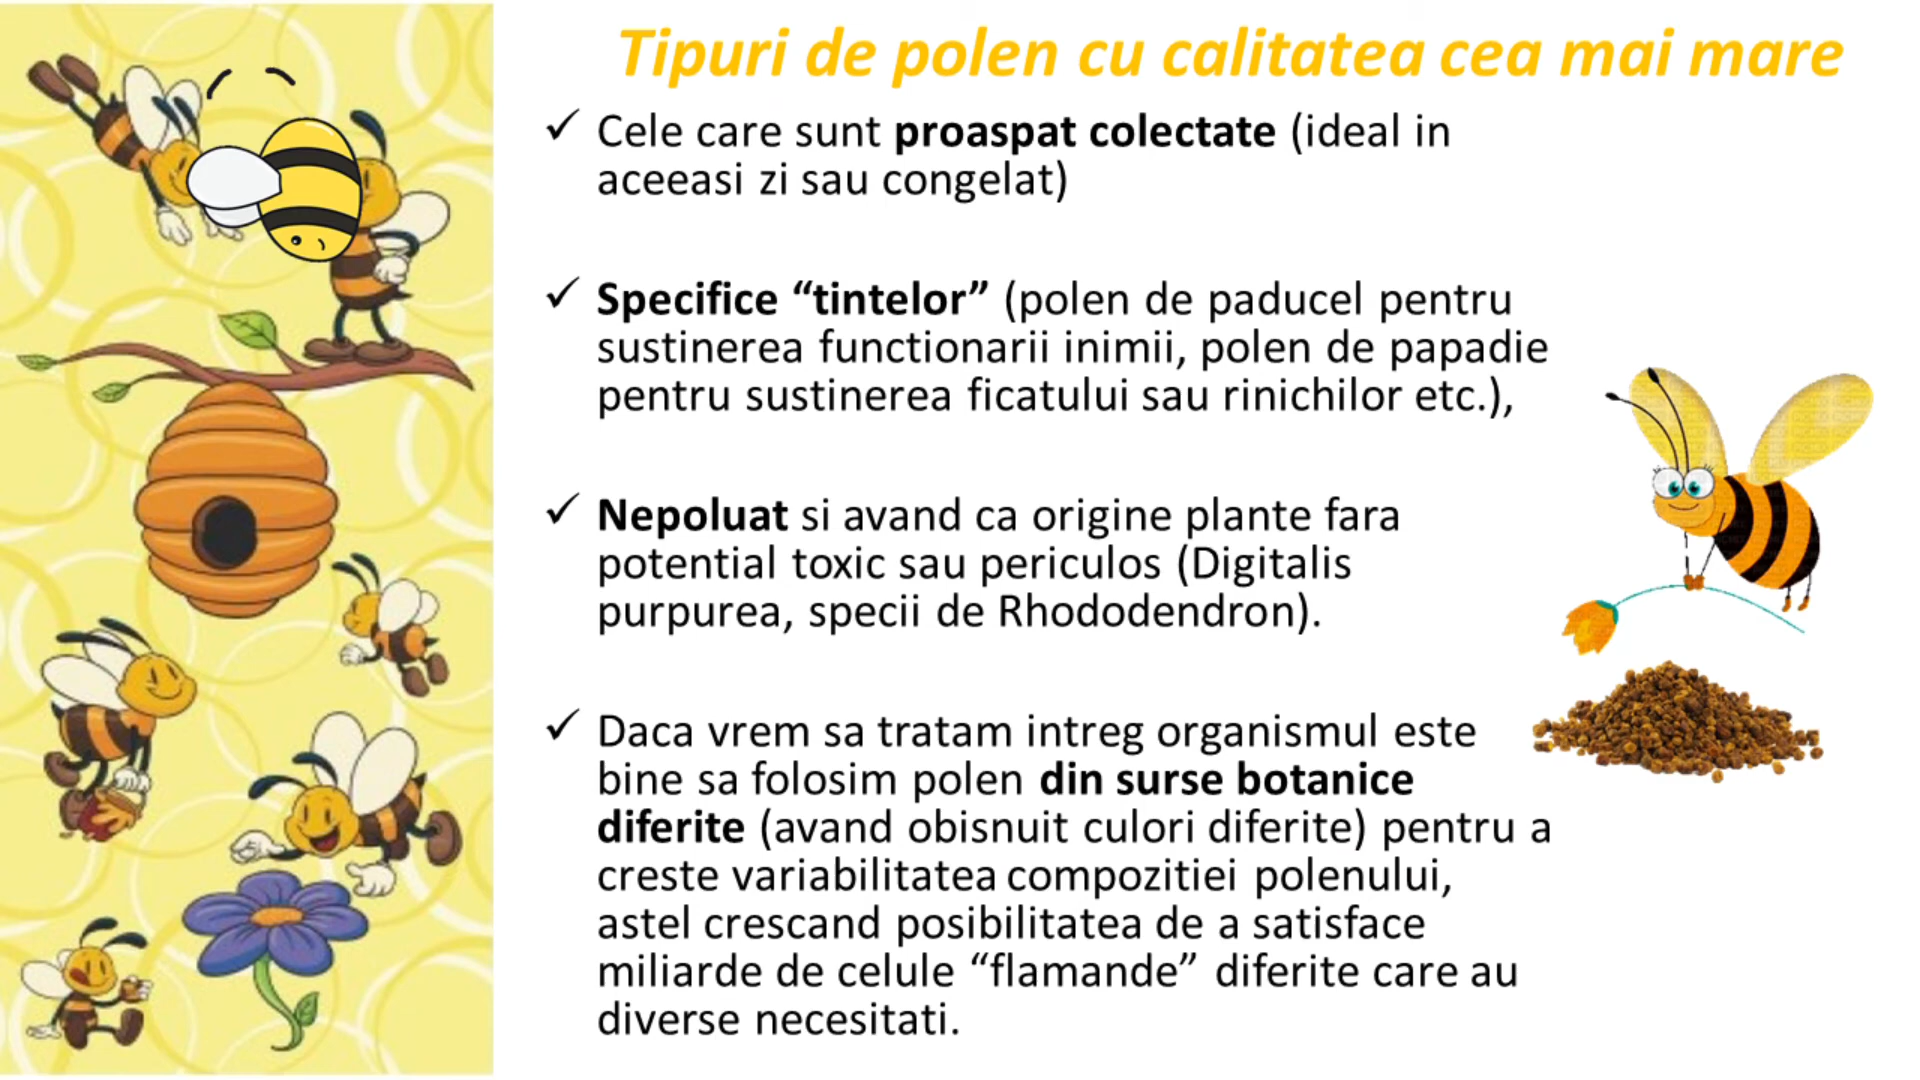 Tipuri de polen cu calitatea cea mai mare
✓ Cele care sunt proaspat colectate (ideal in
aceeasi zi sau congelat)
✓ Specifice “tintelor” (polen de paducel pentru
sustinerea functionarii inimii, polen de papadie
pentru sustinerea ficatului sau rinichilor etc.),
✓ Nepoluat si avand ca origine plante fara
potential toxic sau periculos (Digitalis
purpurea, specii de Rhododendron).
✓ Daca vrem sa tratam intreg organismul este
bine sa folosim polen din surse botanice
diferite (avand obisnuit culori diferite) pentru a
creste variabilitatea compozitiei polenului,
astel crescand posibilitatea de a satisface
miliarde de celule “flamande” diferite care au
diverse necesitati.